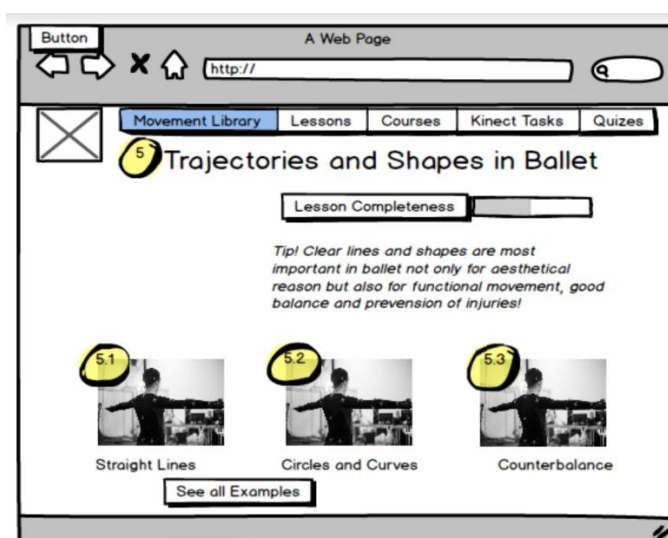 Button
A Web Page
http://
Movement Library Lessons Courses Kinect Tasks Quizes
5 Trajectories and Shapes in Ballet
Lesson Completeness
Tip! Clear lines and shapes are most
important in ballet not only for aesthetical
reason but also for functional movement, good
balance and prevension of injuries!
5.1 5.2 5.3
Straight Lines Circles and Curves Counterbalance
See all Examples